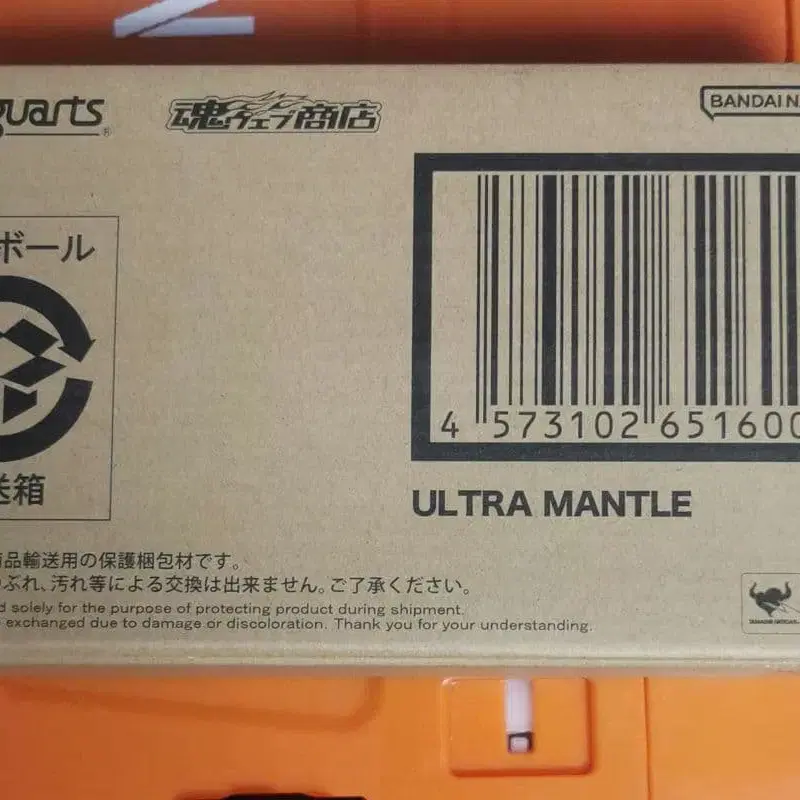 guarts
魂ウェブ商店
BANDAI N
ボール
送箱
4 573102 651600
ULTRA MANTLE
商品輸送用の保護梱包材です。
つぶれ、汚れ等による交換は出来ません。ご了承ください。
d solely for the purpose of protecting product during shipment.
exchanged due to damage or discoloration. Thank you for your understanding.